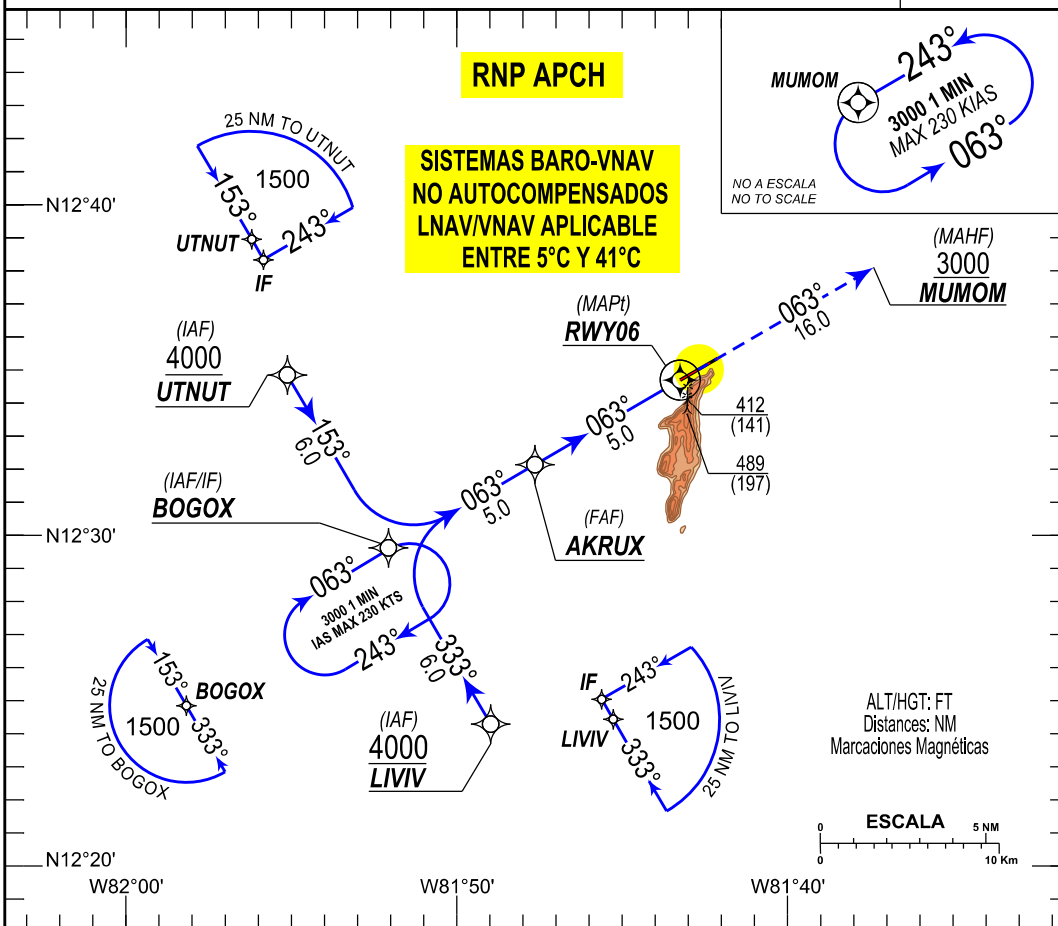 RNP APCH
SISTEMAS BARO-VNAV
NO AUTOCOMPENSADOS
LNAV/VNAV APLICABLE
ENTRE 5°C Y 41°C
MUMOM
243°
3000 1 MIN
MAX 230 KIAS
063°
NO A ESCALA
NO TO SCALE
25 NM TO UTNUT
1500
153°
243°
UTNUT
IF
N12°40'
(MAHF)
3000
MUMOM
063°
16.0
(MAPt)
RWY06
(IAF)
4000
UTNUT
153°
6.0
063°
5.0
412
(141)
489
(197)
(IAF/IF)
BOGOX
063°
5.0
(FAF)
AKRUX
N12°30'
063°
3000 1 MIN
IAS MAX 230 KTS
243°
333°
6.0
(IAF)
4000
LIVIV
153°
BOGOX
1500
333°
25 NM TO BOGOX
IF
243°
LIVIV
1500
333°
25 NM TO LIVIV
ALT/HGT: FT
Distances: NM
Marcaciones Magnéticas
ESCALA
0
5 NM
0
10 Km
N12°20'
W82°00'
W81°50'
W81°40'